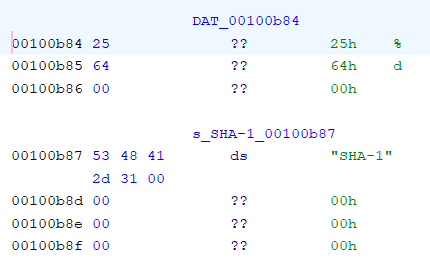 DAT_00100b84
00100b84 25 ?? 25h %
00100b85 64 ?? 64h d
00100b86 00 ?? 00h
s_SHA-1_00100b87
00100b87 53 48 41 ds "SHA-1"
2d 31 00
00100b8d 00 ?? 00h
00100b8e 00 ?? 00h
00100b8f 00 ?? 00h